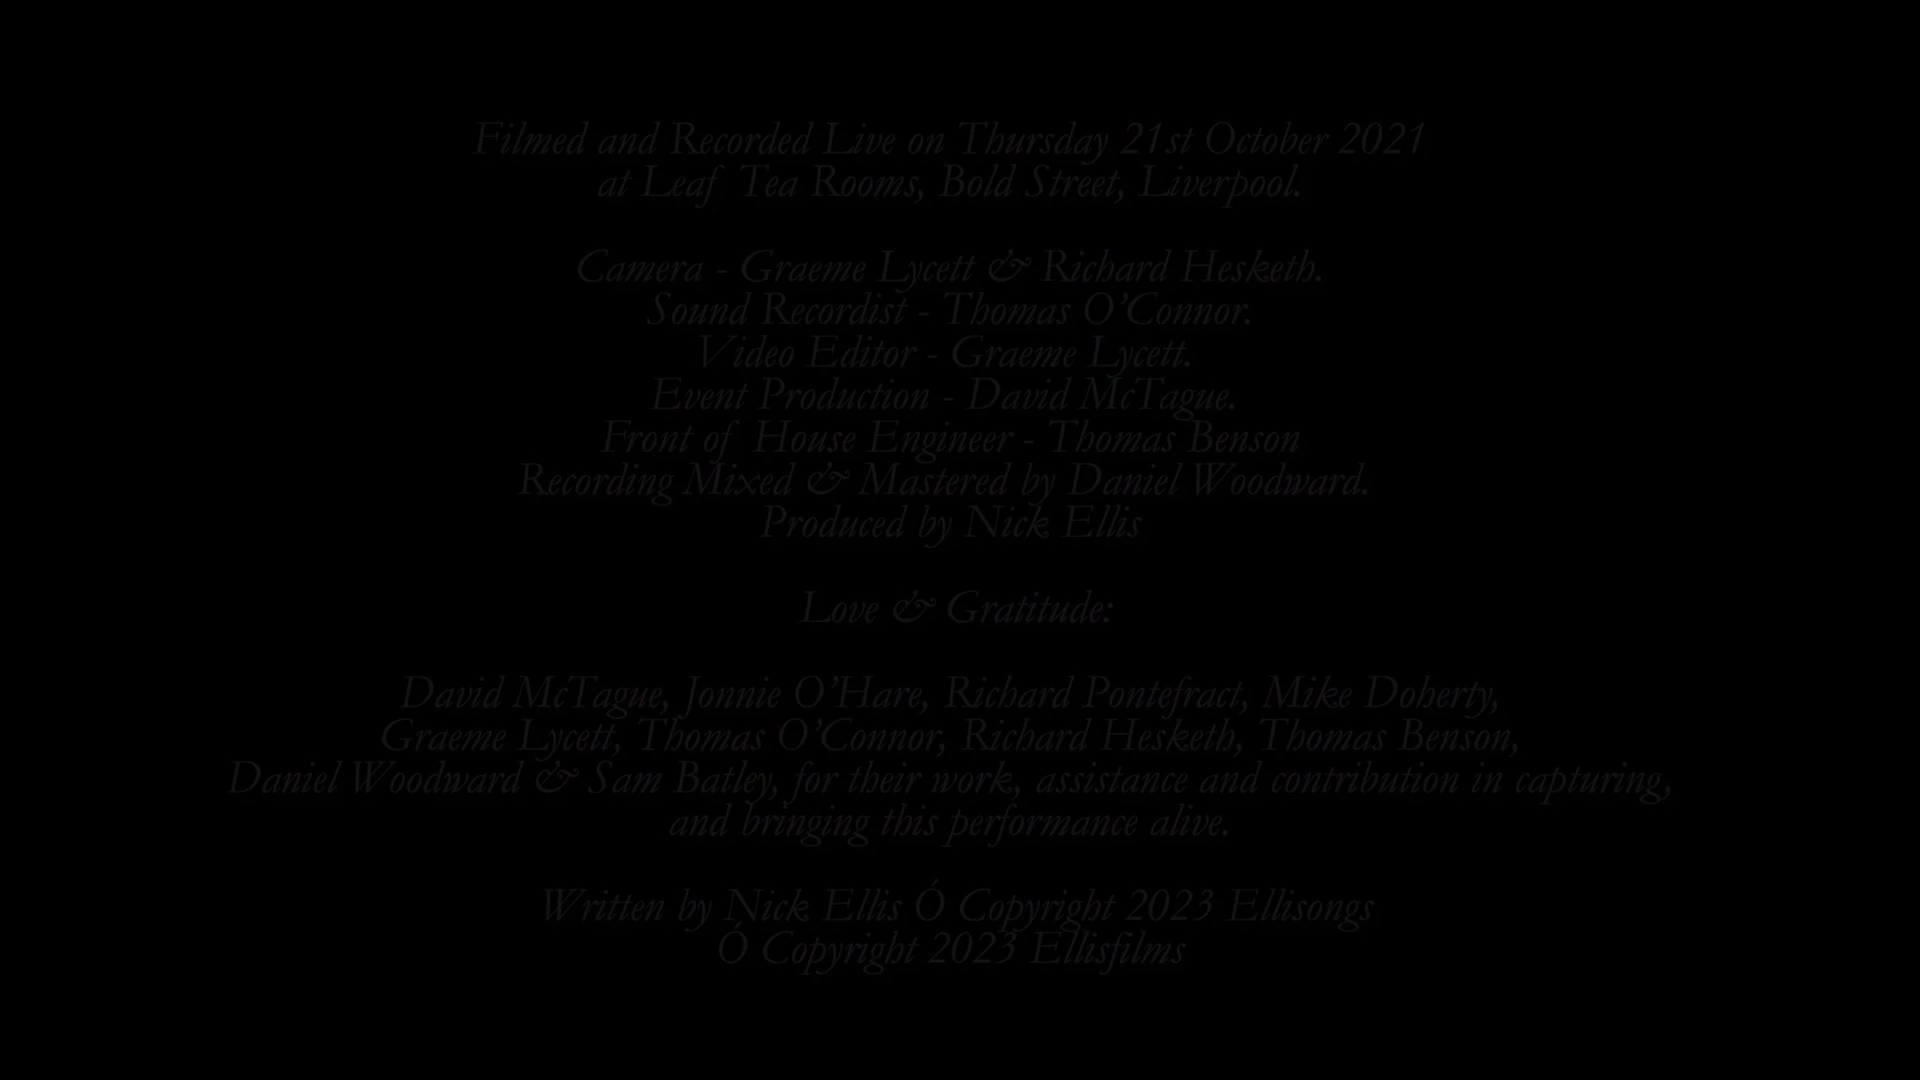 Filmed and Recorded Live on Thursday 21st October 2021
at Leaf Tea Rooms, Bold Street, Liverpool.
Camera - Graeme Lycett & Richard Hesketh.
Sound Recordist - Thomas O'Connor.
Video Editor - Graeme Lycett.
Event Production - David McTague.
Front of House Engineer - Thomas Benson
Recording Mixed & Mastered by Daniel Woodward.
Produced by Nick Ellis
Love & Gratitude:
David McTague, Jonnie O'Hare, Richard Pontefract, Mike Doherty,
Graeme Lycett, Thomas O'Connor, Richard Hesketh, Thomas Benson,
Daniel Woodward & Sam Batley, for their work, assistance and contribution in capturing,
and bringing this performance alive.
Written by Nick Ellis Ó Copyright 2023 Ellisongs
Ó Copyright 2023 Ellisfilms